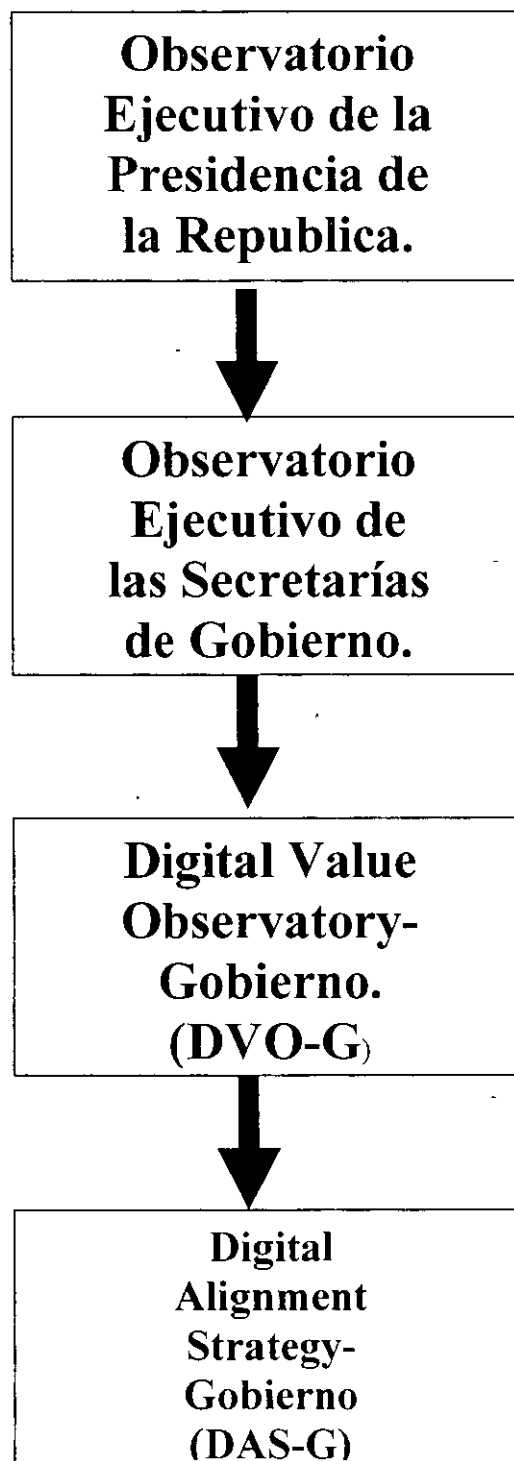 Observatorio
Ejecutivo de la
Presidencia de
la Republica.
Observatorio
Ejecutivo de
las Secretarías
de Gobierno.
Digital Value
Observatory-
Gobierno.
(DVO-G)
Digital
Alignment
Strategy-
Gobierno
(DAS-G)